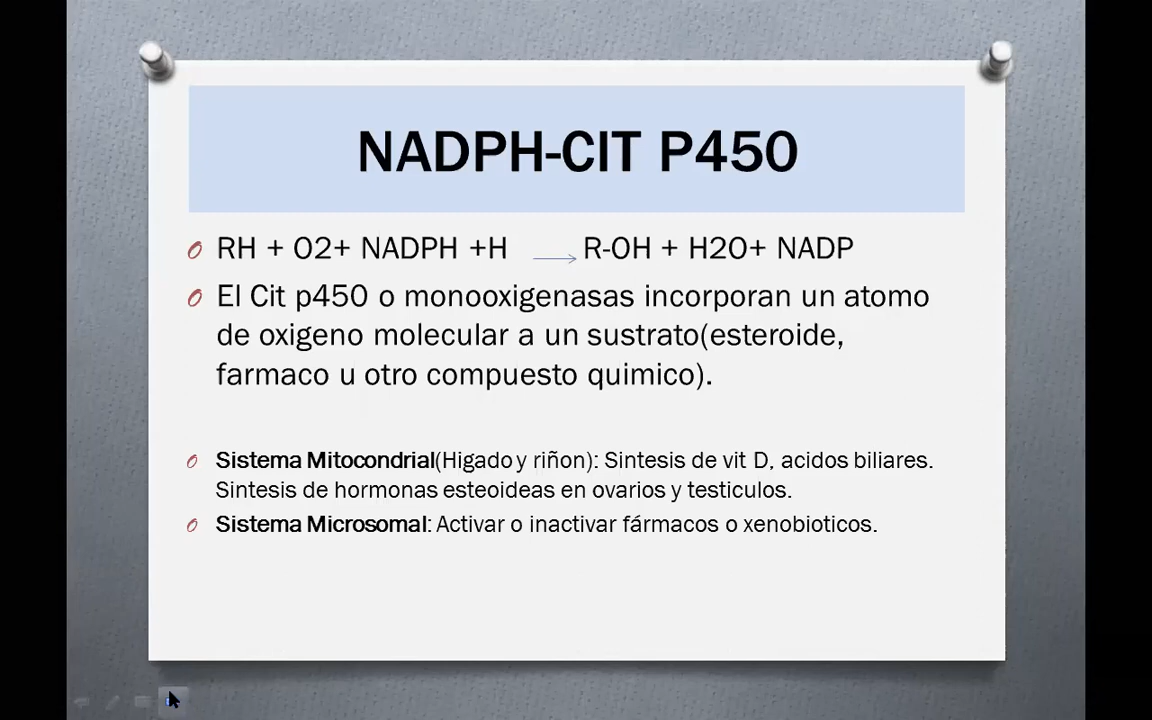 NADPH-CIT P450
RH + O2+ NADPH +H → R-OH + H2O+ NADP
El Cit p450 o monooxigenasas incorporan un atomo
de oxigeno molecular a un sustrato(esteroide,
farmaco u otro compuesto quimico).
Sistema Mitocondrial(Higado y riñon): Sintesis de vit D, acidos biliares.
Sintesis de hormonas esteoideas en ovarios y testiculos.
Sistema Microsomal: Activar o inactivar fármacos o xenobioticos.